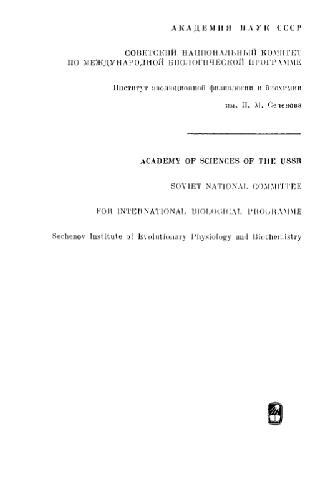 АКАДЕМИЯ НАУК СССР
СОВЕТСКИЙ НАЦИОНАЛЬНЫЙ КОМИТЕТ
ПО МЕЖДУНАРОДНОЙ БИОЛОГИЧЕСКОЙ ПРОГРАММЕ
Институт эволюционной физиологии и биохимии
им. И. М. Сеченова
ACADEMY OF SCIENCES OF THE USSR
SOVIET NATIONAL COMMITTEE
FOR INTERNATIONAL BIOLOGICAL PROGRAMME
Sechenov Institute of Evolutionary Physiology and Biochemistry